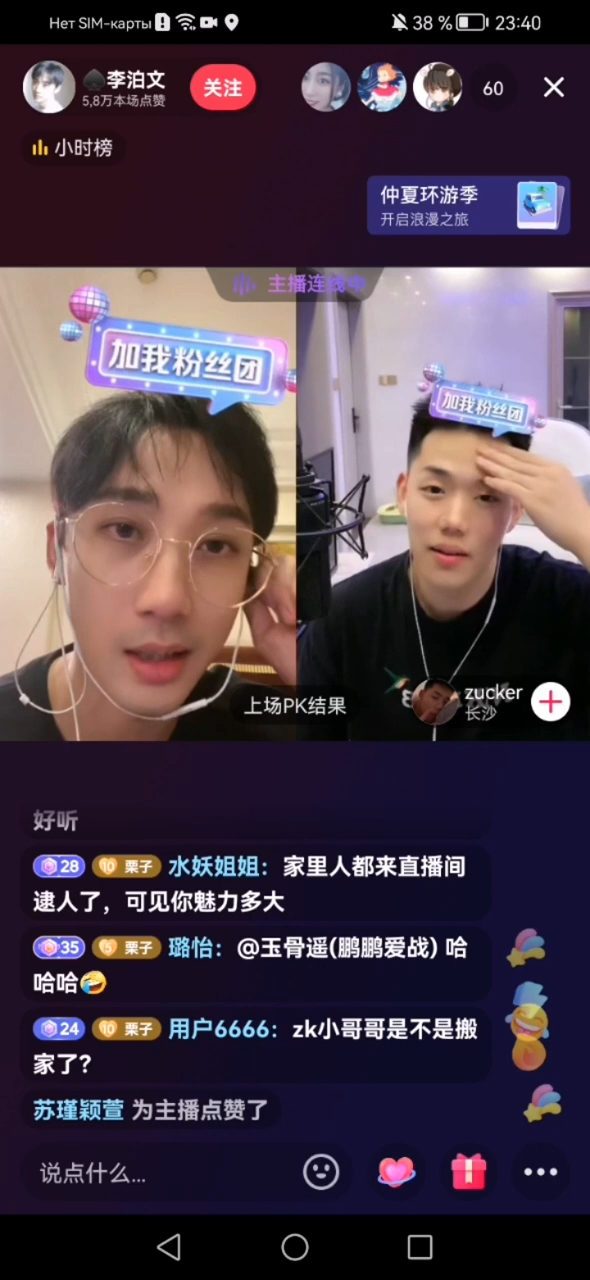 Нет SIM-карты
38 %
23:40
♠李泊文
5,8万本场点赞
关注
60
小时榜
仲夏环游季
开启浪漫之旅
主播连线中
加我粉丝团
加我粉丝团
上场PK结果
zucker
长沙
好听
28 10 栗子 水妖姐姐：家里人都来直播间
逮人了，可见你魅力多大
35 5 栗子 璐怡：@玉骨遥(鹏鹏爱战) 哈
哈哈🤣
24 10 栗子 用户6666：zk小哥哥是不是搬
家了？
苏瑾颖萱 为主播点赞了
说点什么...